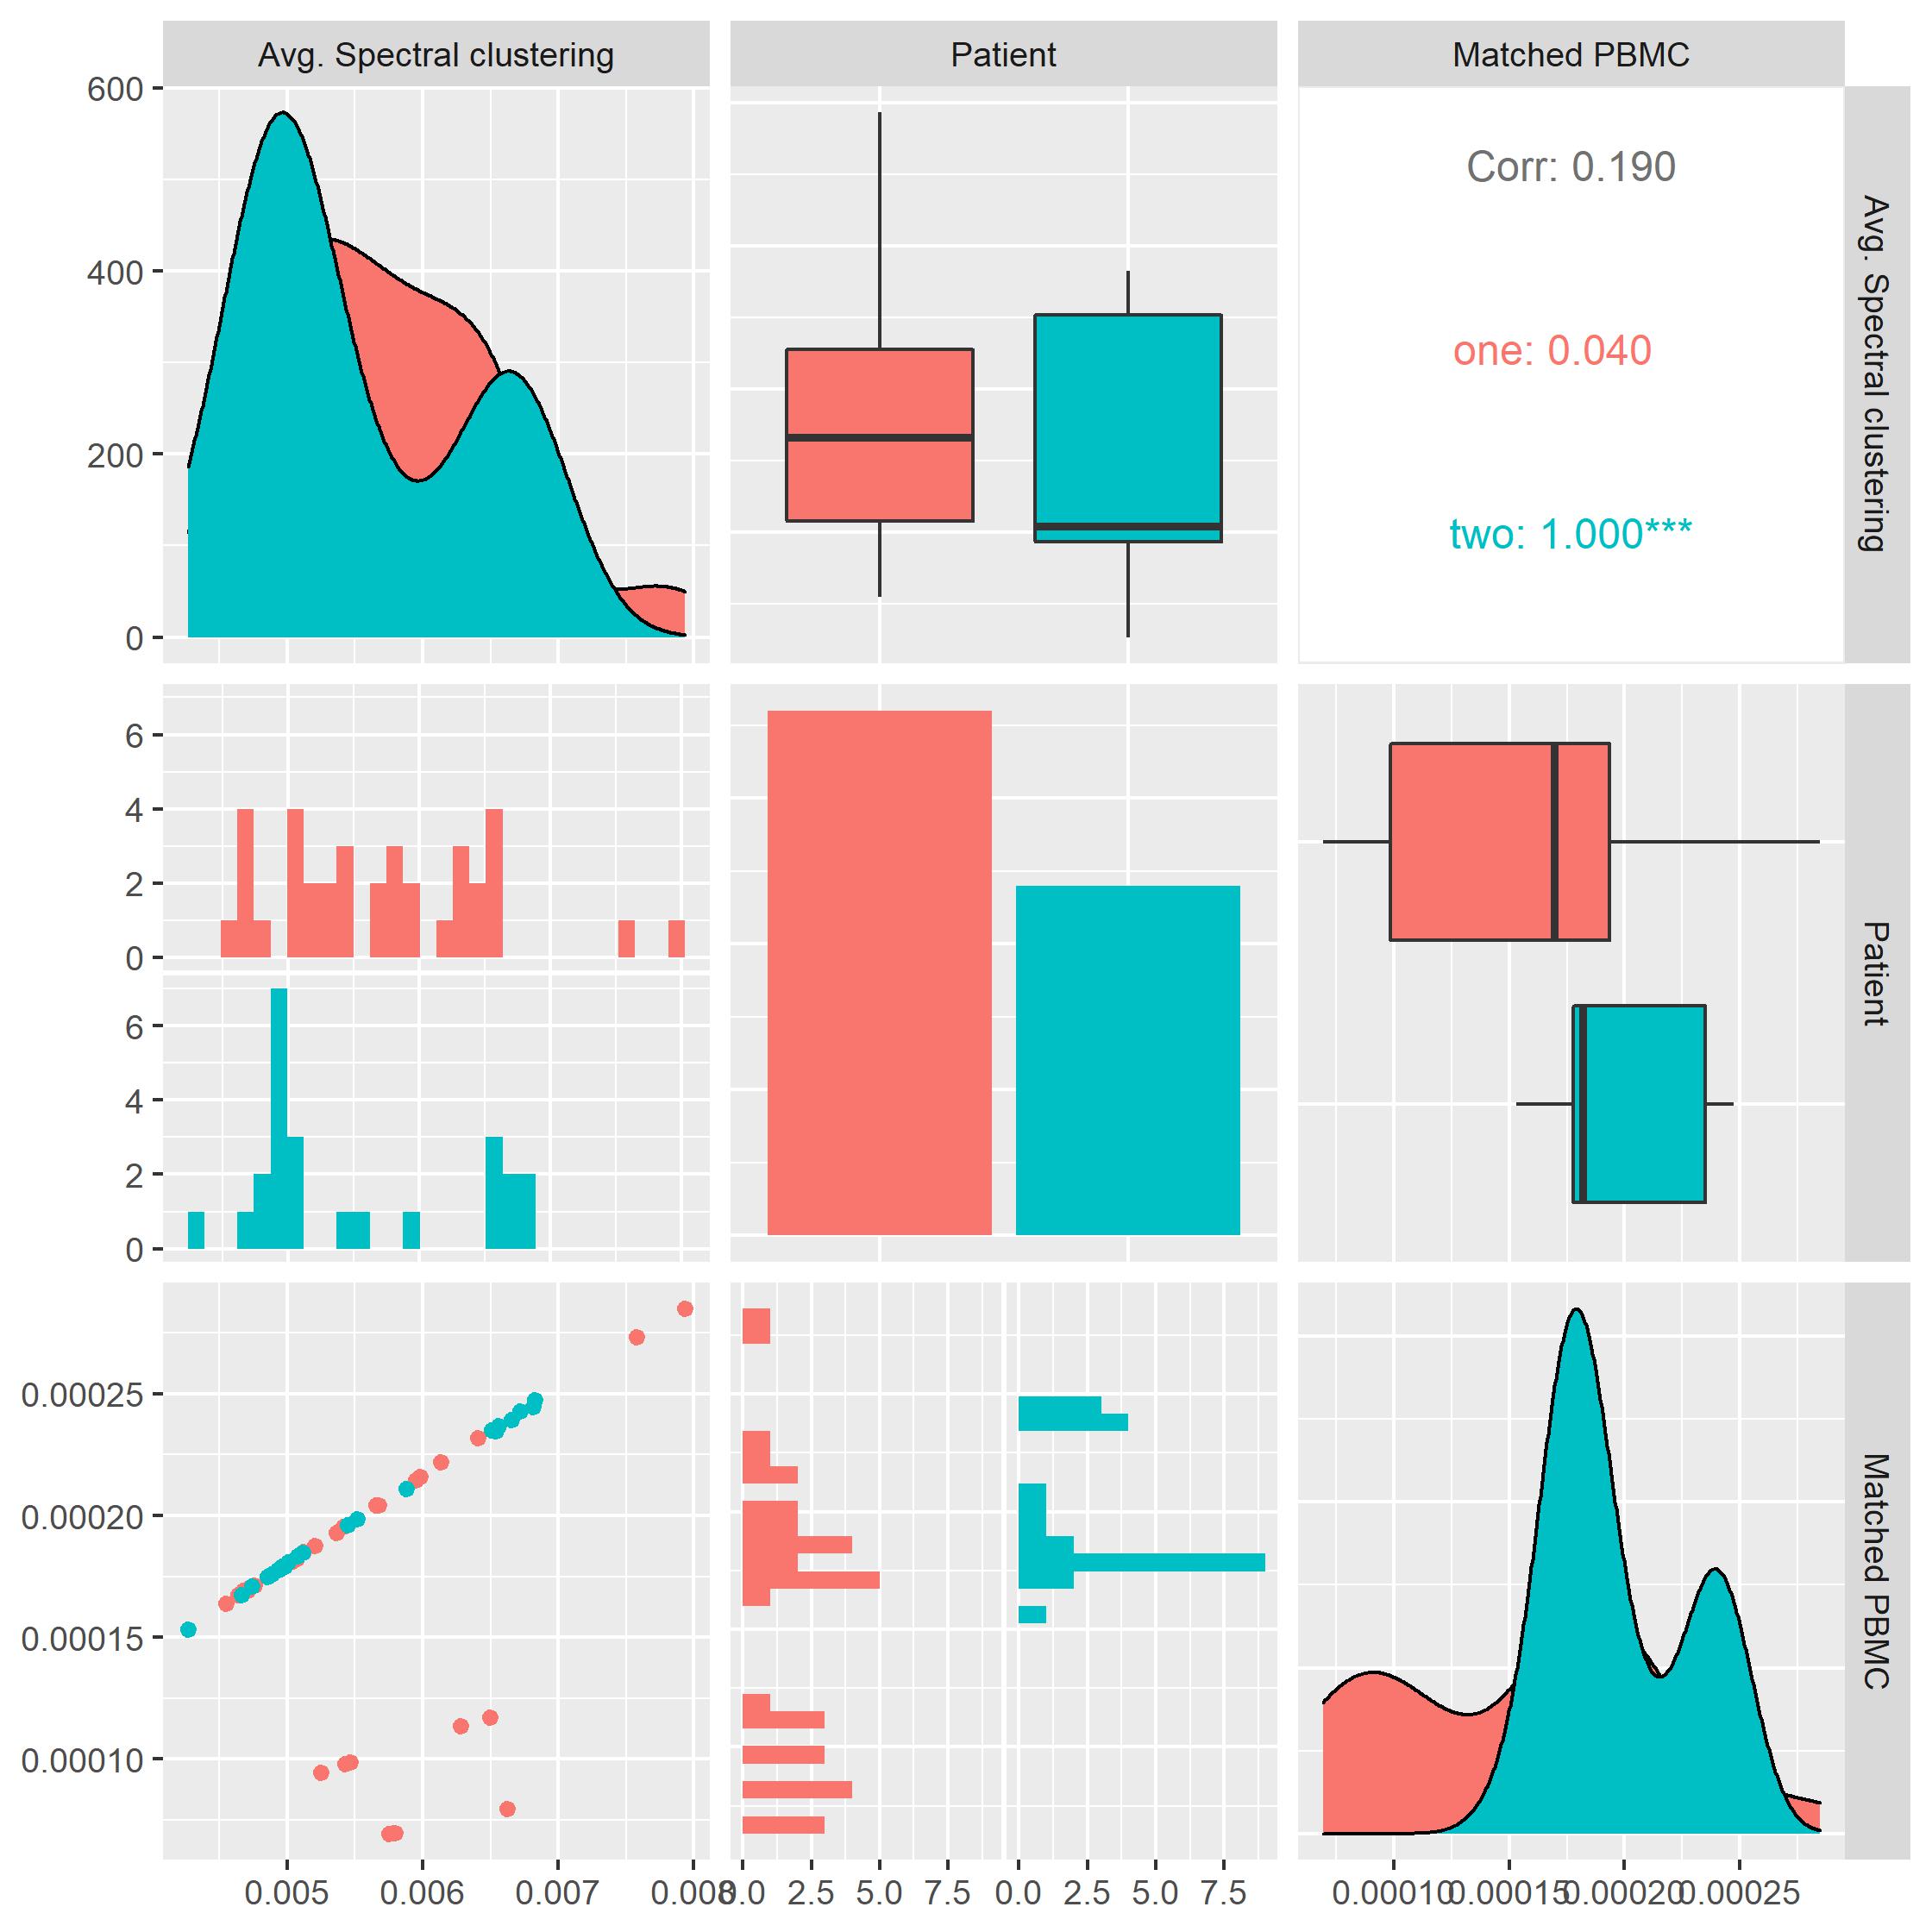 Avg. Spectral clustering
Patient
Matched PBMC
600
400
200
0
Corr: 0.190
one: 0.040
two: 1.000***
Avg. Spectral clustering
6
4
2
0
6
4
2
0
Patient
0.00025
0.00020
0.00015
0.00010
Matched PBMC
0.005 0.006 0.007 0.008
0.0 2.5 5.0 7.5 0.0 2.5 5.0 7.5
0.00010 0.00015 0.00020 0.00025